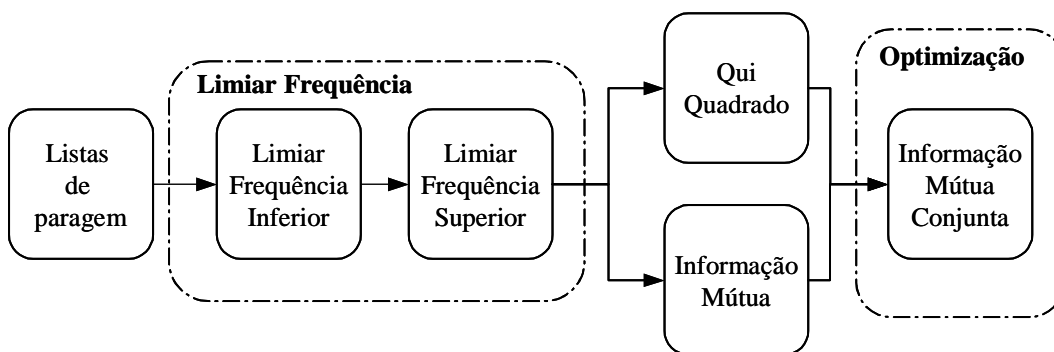 Listas
de
paragem
Limiar Frequência
Limiar
Frequência
Inferior
Limiar
Frequência
Superior
Qui
Quadrado
Informação
Mútua
Optimização
Informação
Mútua
Conjunta